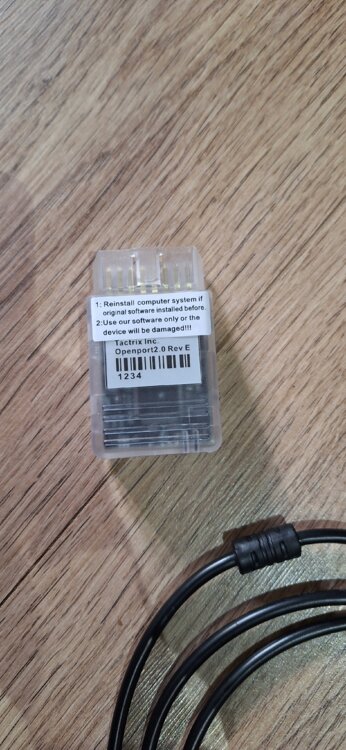 1: Reinstall computer system if
original software installed before.
2:Use our software only or the
device will be damaged!!!
Tactrix Inc.
Openport2.0 Rev E
1234